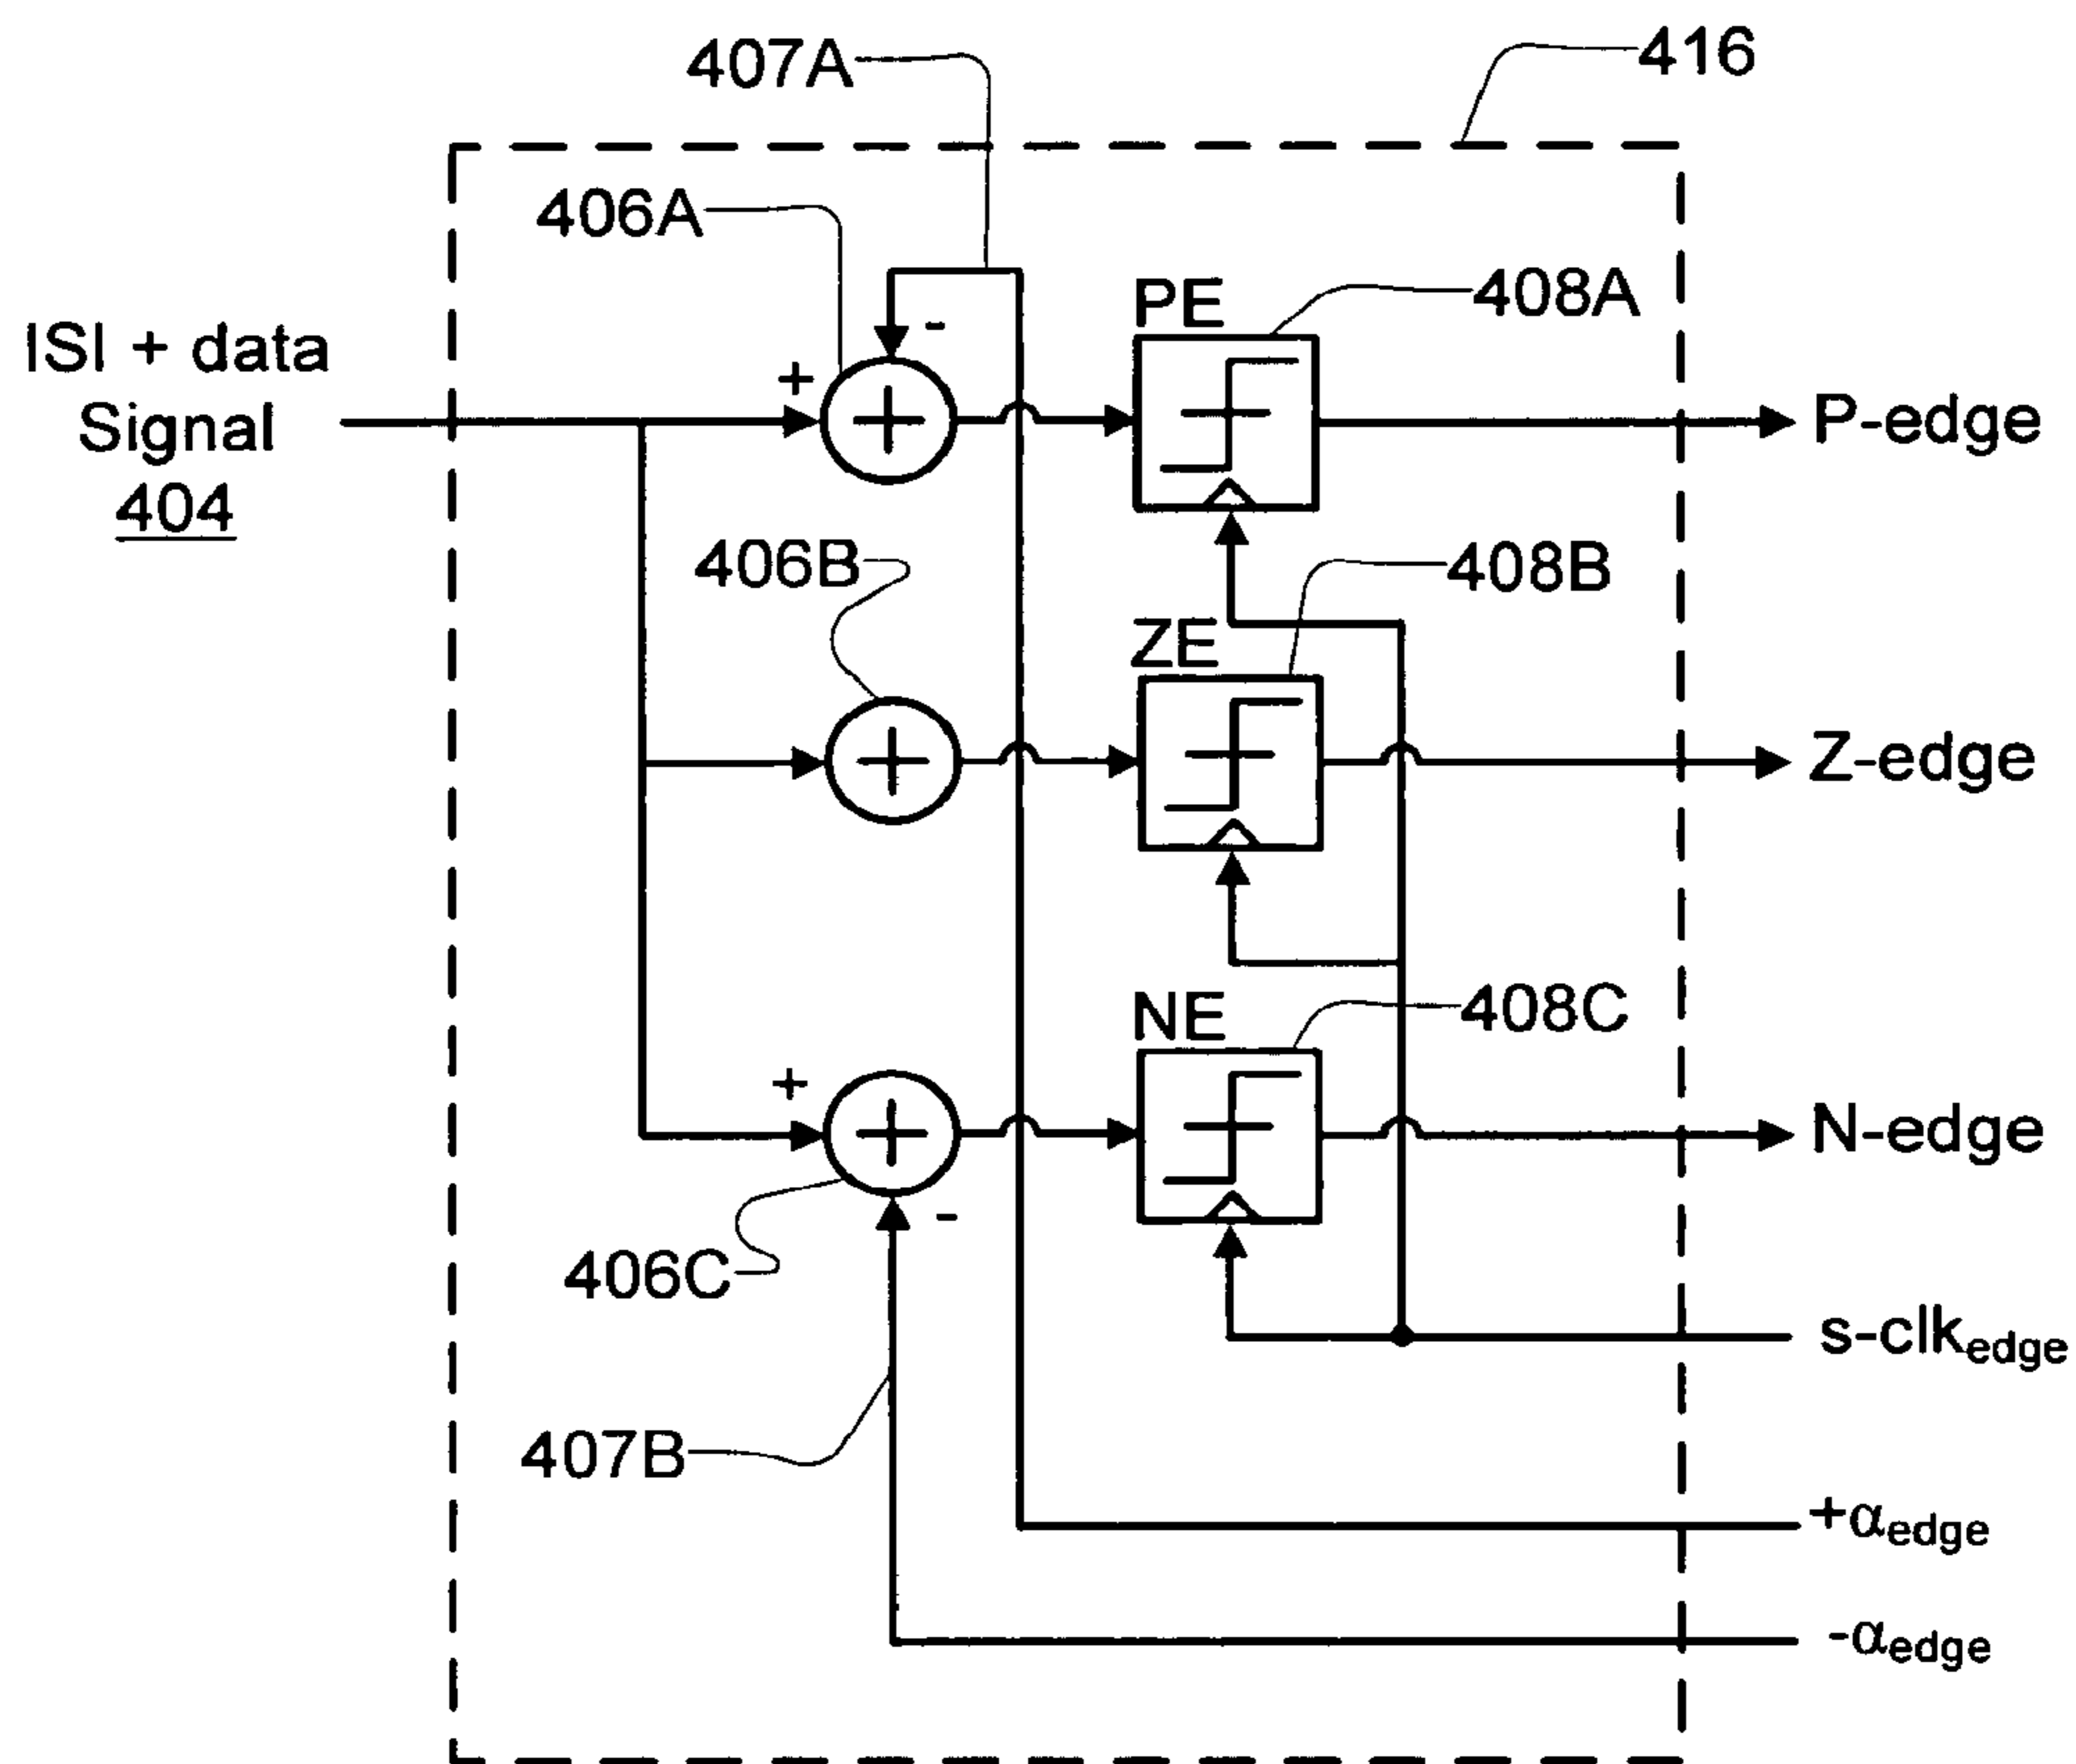 407A
416
406A
PE
408A
-
+
ISI + data
Signal
404
P-edge
406B
408B
ZE
Z-edge
NE
408C
+
N-edge
-
406C
s-clkedge
407B
+αedge
-αedge